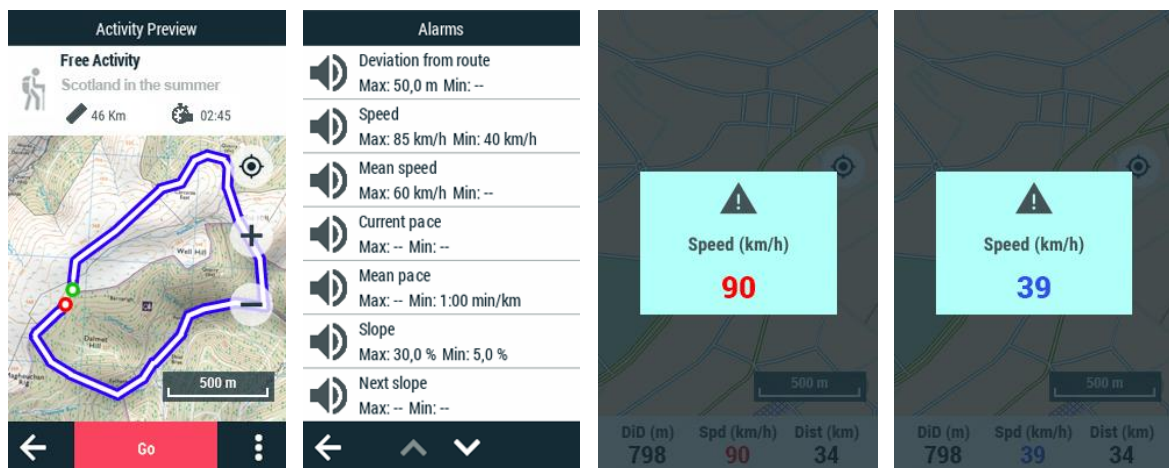 Activity Preview
Free Activity
Scotland in the summer
46 Km 02:45
Well Hill
Dalmet
Hill
500 m
Go
Alarms
Deviation from route
Max: 50,0 m Min: --
Speed
Max: 85 km/h Min: 40 km/h
Mean speed
Max: 60 km/h Min: --
Current pace
Max: -- Min: --
Mean pace
Max: -- Min: 1:00 min/km
Slope
Max: 30,0 % Min: 5,0 %
Next slope
Max: -- Min: --
Speed (km/h)
90
500 m
DiD (m) Spd (km/h) Dist (km)
798 90 34
Speed (km/h)
39
500 m
DiD (m) Spd (km/h) Dist (km)
798 39 34